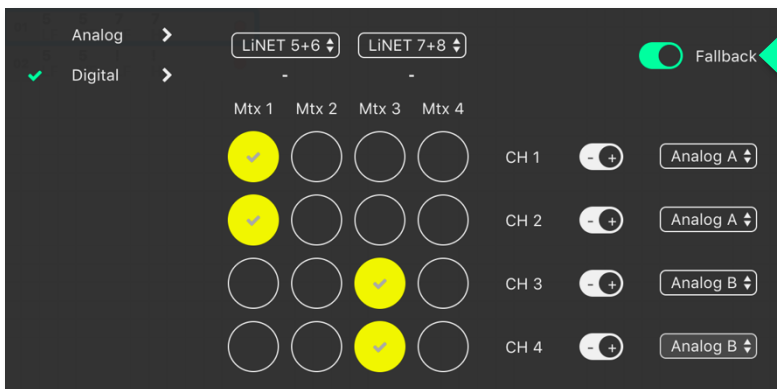 Analog
LiNET 5+6 LiNET 7+8
Fallback
Digital
- -
Mtx 1 Mtx 2 Mtx 3 Mtx 4
CH 1 - + Analog A
CH 2 - + Analog A
CH 3 - + Analog B
CH 4 - + Analog B